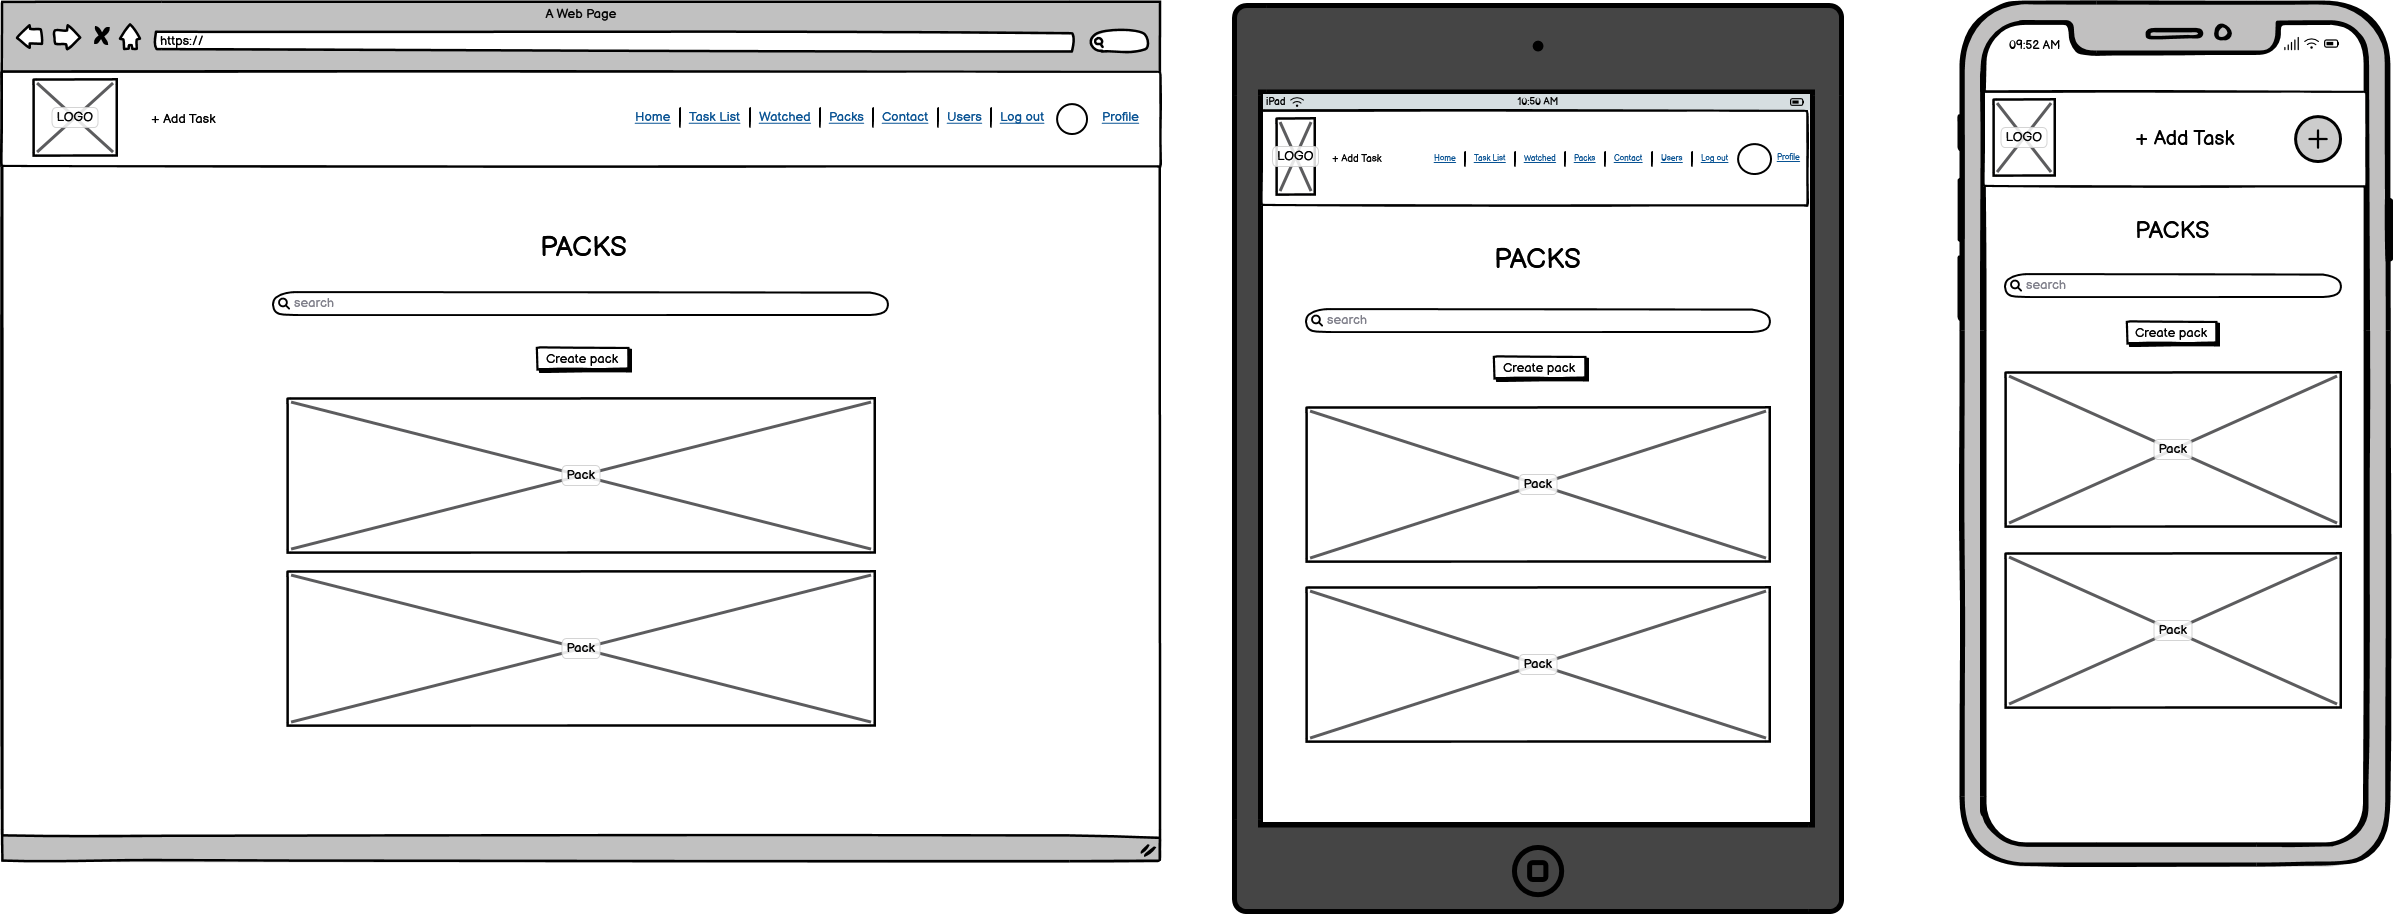 A Web Page
https://
LOGO
+ Add Task
Home Task List Watched Packs Contact Users Log out Profile
PACKS
search
Create pack
Pack
Pack
iPad 10:50 AM
LOGO
+ Add Task
Home Task List Watched Packs Contact Users Log out Profile
PACKS
search
Create pack
Pack
Pack
09:52 AM
LOGO
+ Add Task
PACKS
search
Create pack
Pack
Pack